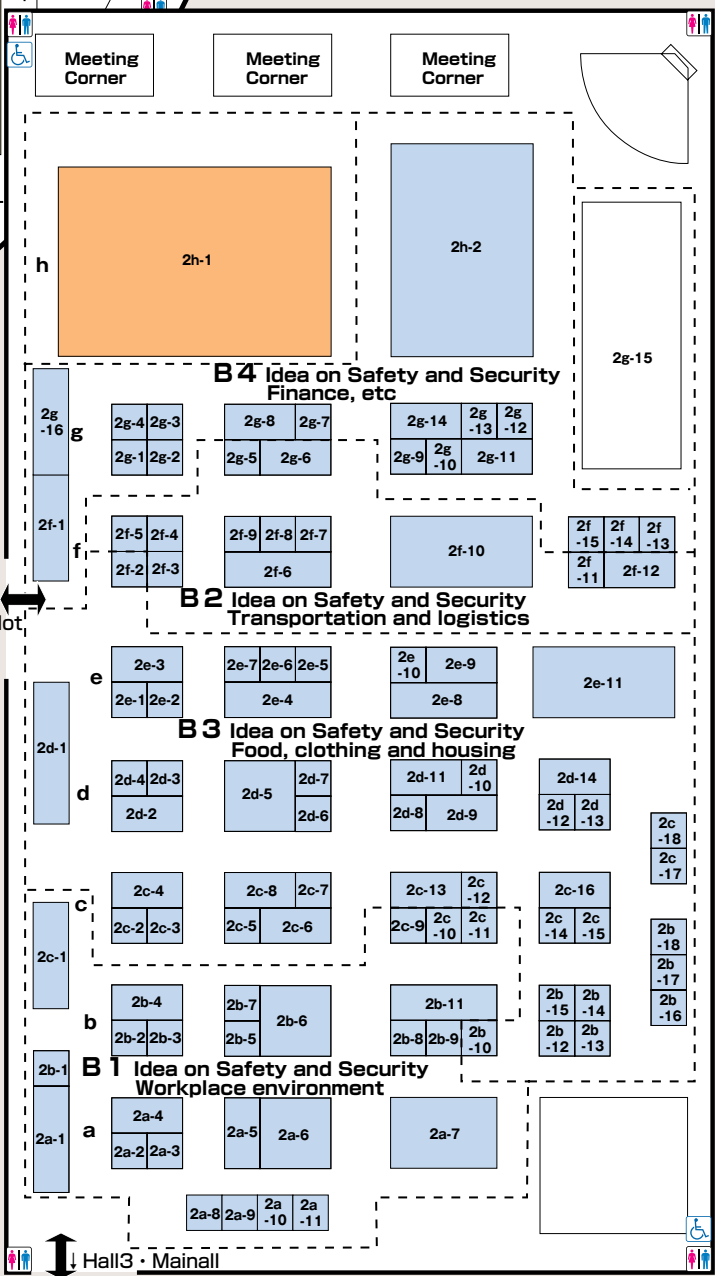 Meeting
Corner
Meeting
Corner
Meeting
Corner
h
2h-1
2h-2
2g-15
B4 Idea on Safety and Security
Finance, etc
2g
-16
g
2g-4
2g-3
2g-1
2g-2
2g-8
2g-7
2g-5
2g-6
2g-14
2g
-13
2g
-12
2g-9
2g
-10
2g-11
2f-1
f
2f-5
2f-4
2f-2
2f-3
2f-9
2f-8
2f-7
2f-6
2f-10
2f
-15
2f
-14
2f
-13
2f
-11
2f-12
lot
B2 Idea on Safety and Security
Transportation and logistics
e
2e-3
2e-1
2e-2
2e-7
2e-6
2e-5
2e-4
2e
-10
2e-9
2e-8
2e-11
B3 Idea on Safety and Security
Food, clothing and housing
2d-1
d
2d-4
2d-3
2d-2
2d-5
2d-7
2d-6
2d-11
2d
-10
2d-8
2d-9
2d-14
2d
-12
2d
-13
2c
-18
2c
-17
c
2c-1
2c-4
2c-2
2c-3
2c-8
2c-7
2c-5
2c-6
2c-13
2c
-12
2c-9
2c
-10
2c
-11
2c-16
2c
-14
2c
-15
2b
-18
2b
-17
2b
-16
b
2b-4
2b-2
2b-3
2b-7
2b-5
2b-6
2b-11
2b-8
2b-9
2b
-10
2b
-15
2b
-14
2b
-12
2b
-13
B1 Idea on Safety and Security
Workplace environment
2b-1
2a-1
a
2a-4
2a-2
2a-3
2a-5
2a-6
2a-7
2a-8
2a-9
2a
-10
2a
-11
↓ Hall3・Mainall